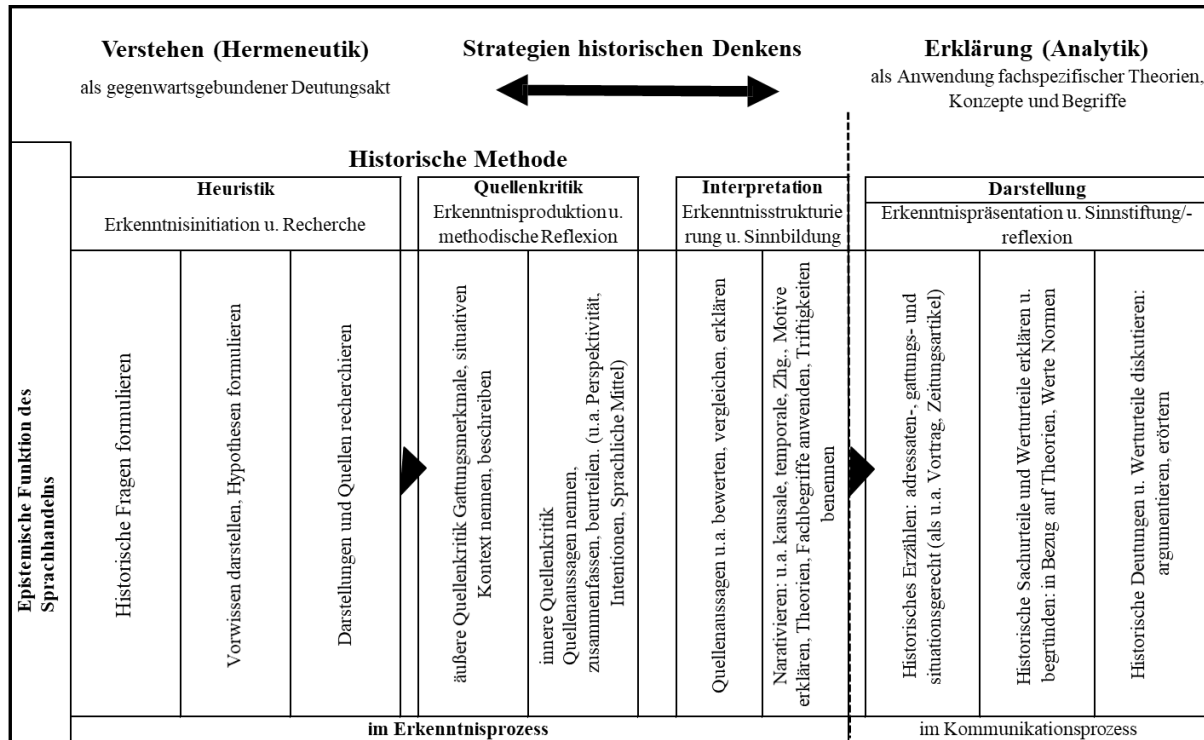 Verstehen (Hermeneutik)
als gegenwartsgebundener Deutungsakt
Strategien historischen Denkens
Erklärung (Analytik)
als Anwendung fachspezifischer Theorien,
Konzepte und Begriffe
Historische Methode
Heuristik
Erkenntnisinitiation u. Recherche
Quellenkritik
Erkenntnisproduktion u.
methodische Reflexion
Interpretation
Erkenntnisstrukturie
rung u. Sinnbildung
Darstellung
Erkenntnispräsentation u. Sinnstiftung/-
reflexion
Epistemische Funktion des
Sprachhandelns
Historische Fragen formulieren
Vorwissen darstellen, Hypothesen formulieren
Darstellungen und Quellen recherchieren
äußere Quellenkritik Gattungsmerkmale, situativen
Kontext nennen, beschreiben
innere Quellenkritik
Quellenaussagen nennen,
zusammenfassen, beurteilen. (u.a. Perspektivität,
Intentionen, Sprachliche Mittel)
Quellenaussagen u.a. bewerten, vergleichen, erklären
Narativieren: u.a. kausale, temporale, Zhg., Motive
erklären, Theorien, Fachbegriffe anwenden, Triftigkeiten
benennen
Historisches Erzählen: adressaten-, gattungs- und
situationsgerecht (als u.a. Vortrag, Zeitungsartikel)
Historische Sachurteile und Werturteile erklären u.
begründen: in Bezug auf Theorien, Werte Normen
Historische Deutungen u. Werturteile diskutieren:
argumentieren, erörtern
im Erkenntnisprozess
im Kommunikationsprozess